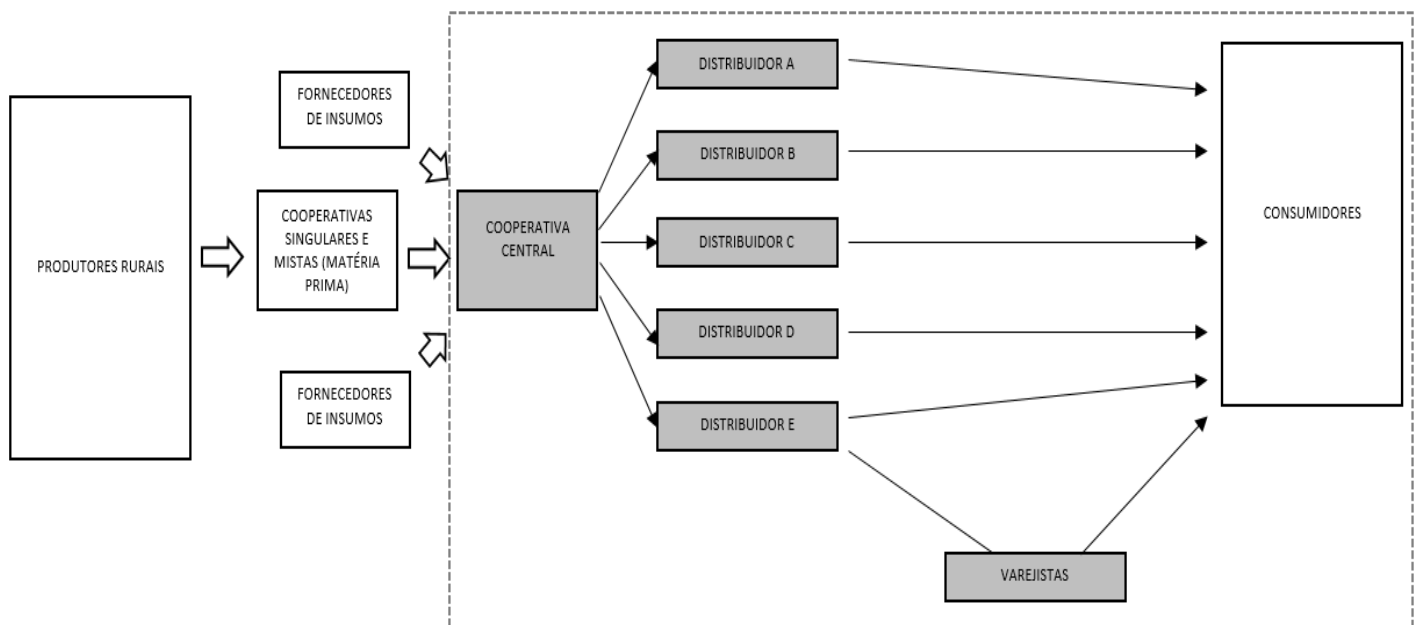 PRODUTORES RURAIS
FORNECEDORES
DE INSUMOS
COOPERATIVAS
SINGULARES E
MISTAS (MATÉRIA
PRIMA)
FORNECEDORES
DE INSUMOS
COOPERATIVA
CENTRAL
DISTRIBUIDOR A
DISTRIBUIDOR B
DISTRIBUIDOR C
DISTRIBUIDOR D
DISTRIBUIDOR E
VAREJISTAS
CONSUMIDORES